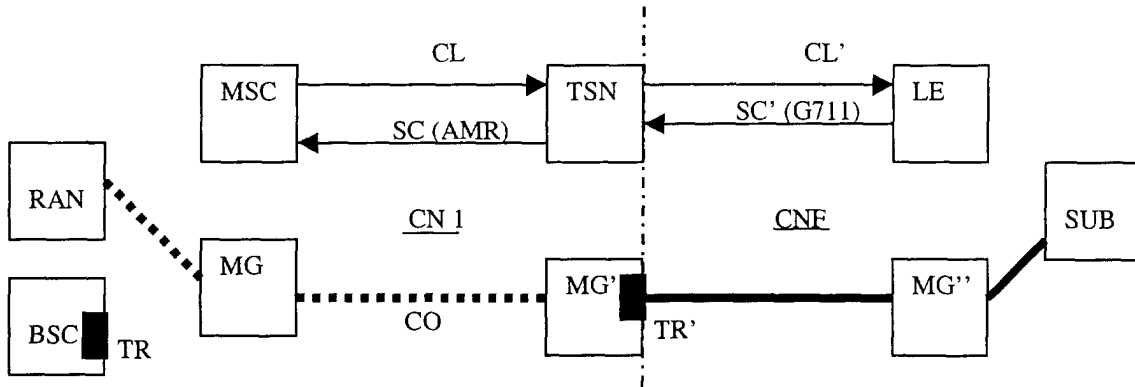 CL
CL'
MSC
TSN
LE
SC (AMR)
SC' (G711)
RAN
CN 1
CNF
SUB
MG
MG'
MG''
CO
TR'
BSC
TR